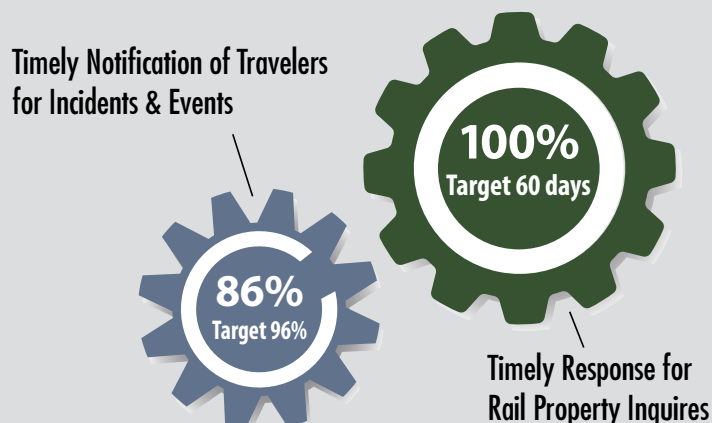 Timely Notification of Travelers
for Incidents & Events
100%
Target 60 days
86%
Target 96%
Timely Response for
Rail Property Inquires